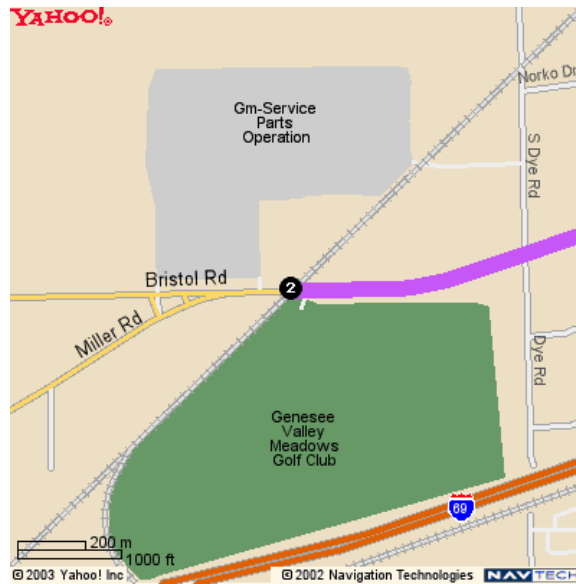 YAHOO!®
Norko Dr
Gm-Service
Parts
Operation
S Dye Rd
Bristol Rd
2
Miller Rd
Dye Rd
Genesee
Valley
Meadows
Golf Club
69
200 m
1000 ft
©2003 Yahoo! Inc
©2002 Navigation Technologies
NAVTECH